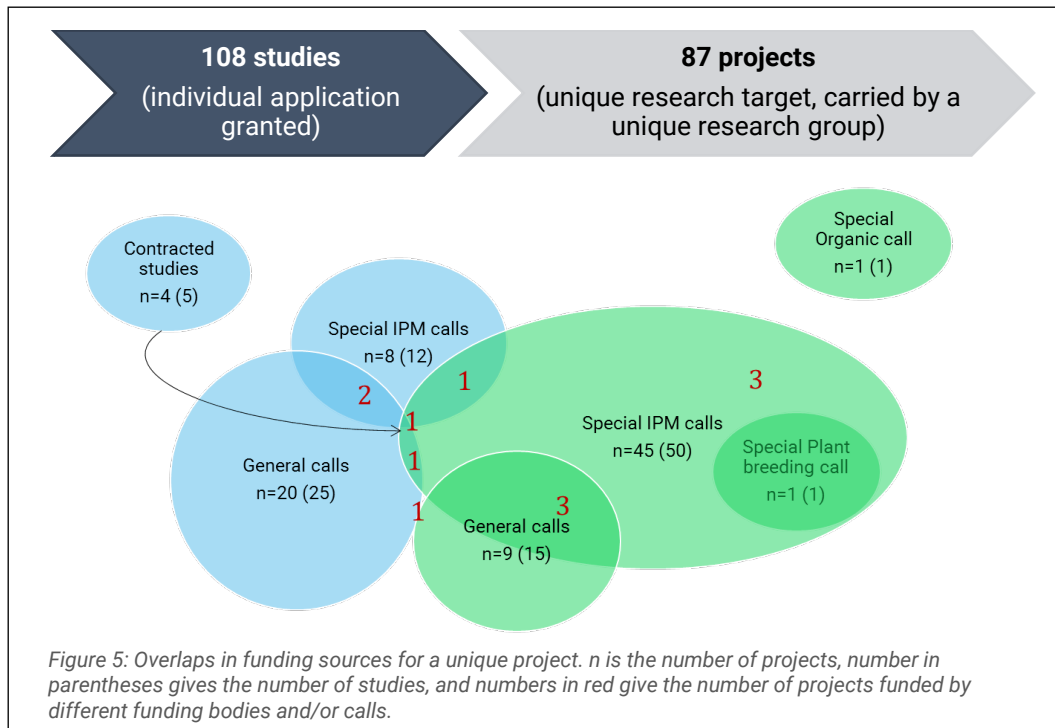 108 studies
(individual application
granted)
87 projects
(unique research target, carried by a
unique research group)
Contracted
studies
n=4 (5)
Special
Organic call
n=1 (1)
Special IPM calls
n=8 (12)
2
1
3
1
Special IPM calls
n=45 (50)
Special Plant
breeding call
n=1 (1)
General calls
n=20 (25)
1
1
3
General calls
n=9 (15)
Figure 5: Overlaps in funding sources for a unique project. n is the number of projects, number in
parentheses gives the number of studies, and numbers in red give the number of projects funded by
different funding bodies and/or calls.